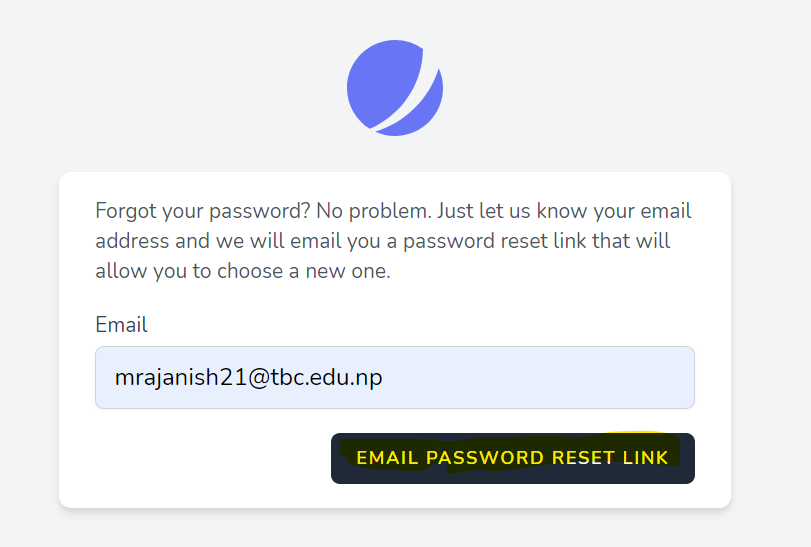 Forgot your password? No problem. Just let us know your email
address and we will email you a password reset link that will
allow you to choose a new one.
Email
mrajanish21@tbc.edu.np
EMAIL PASSWORD RESET LINK